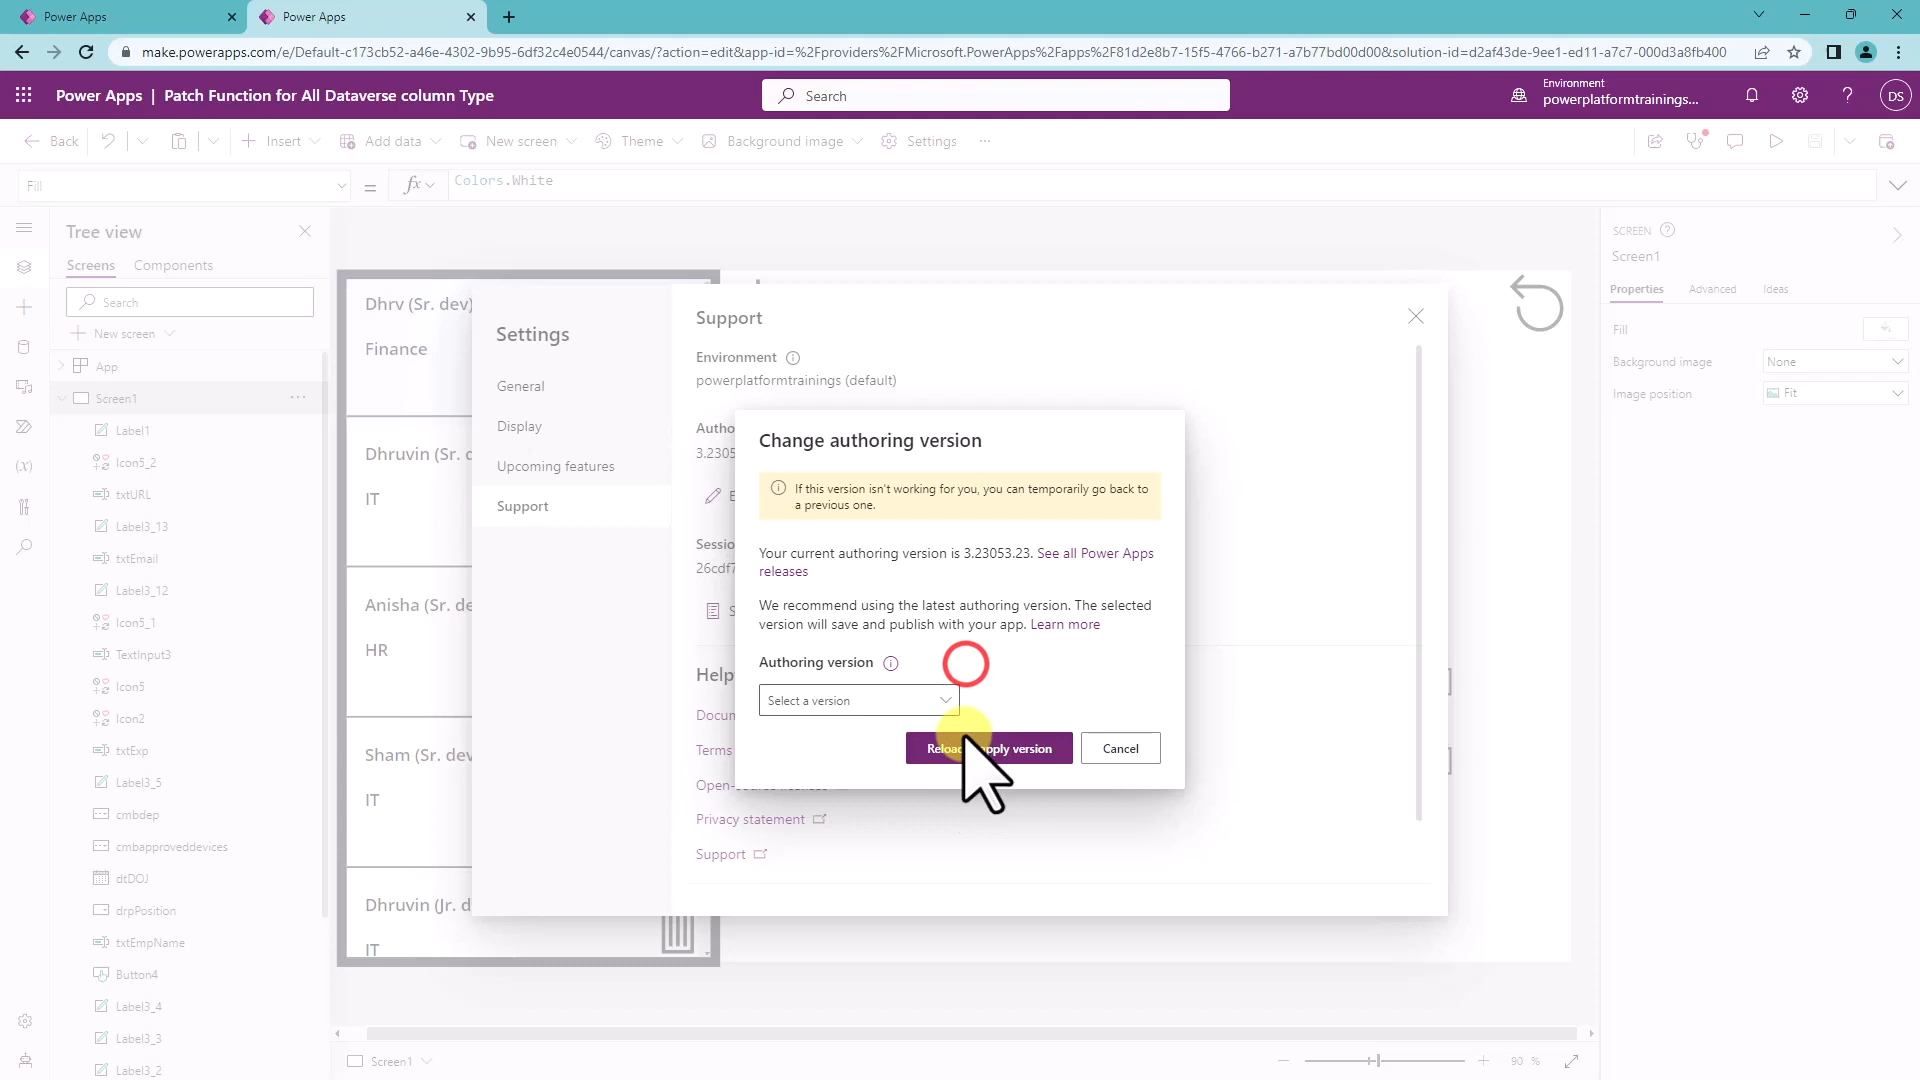 Power Apps
Power Apps
make.powerapps.com/e/Default-c173cb52-a46e-4302-9b95-6df32c4e0544/canvas/?action=edit&app-id=%2Fproviders%2FMicrosoft.PowerApps%2Fapps%2F81d2e8b7-15f5-4766-b271-a7b77bd00d00&solution-id=d2af43de-9ee1-ed11-a7c7-000d3a8fb400
Power Apps | Patch Function for All Dataverse column Type
Search
Environment
powerplatformtrainings...
DS
Back
Insert
Add data
New screen
Theme
Background image
Settings
Fill
=
fx
Colors.White
Tree view
Screens
Components
Search
New screen
App
Screen1
Label1
Icon5_2
txtURL
Label3_13
txtEmail
Label3_12
Icon5_1
TextInput3
Icon5
Icon2
txtExp
Label3_5
cmbdep
cmbapproveddevices
dtDOJ
drpPosition
txtEmpName
Button4
Label3_4
Label3_3
Label3_2
Dhrv (Sr. dev)
Finance
Dhruvin (Sr. d
IT
Anisha (Sr. de
HR
Sham (Sr. dev
IT
Dhruvin (Jr. d
IT
Settings
General
Display
Upcoming features
Support
Support
Environment
powerplatformtrainings (default)
Autho
3.2305
Sessio
26cdf7
S
Help
Docum
Terms
Privacy statement
Support
Change authoring version
If this version isn't working for you, you can temporarily go back to
a previous one.
Your current authoring version is 3.23053.23. See all Power Apps
releases
We recommend using the latest authoring version. The selected
version will save and publish with your app. Learn more
Authoring version
Select a version
version
Cancel
SCREEN
Screen1
Properties
Advanced
Ideas
Fill
Background image
None
Image position
Fit
Screen1
90 %